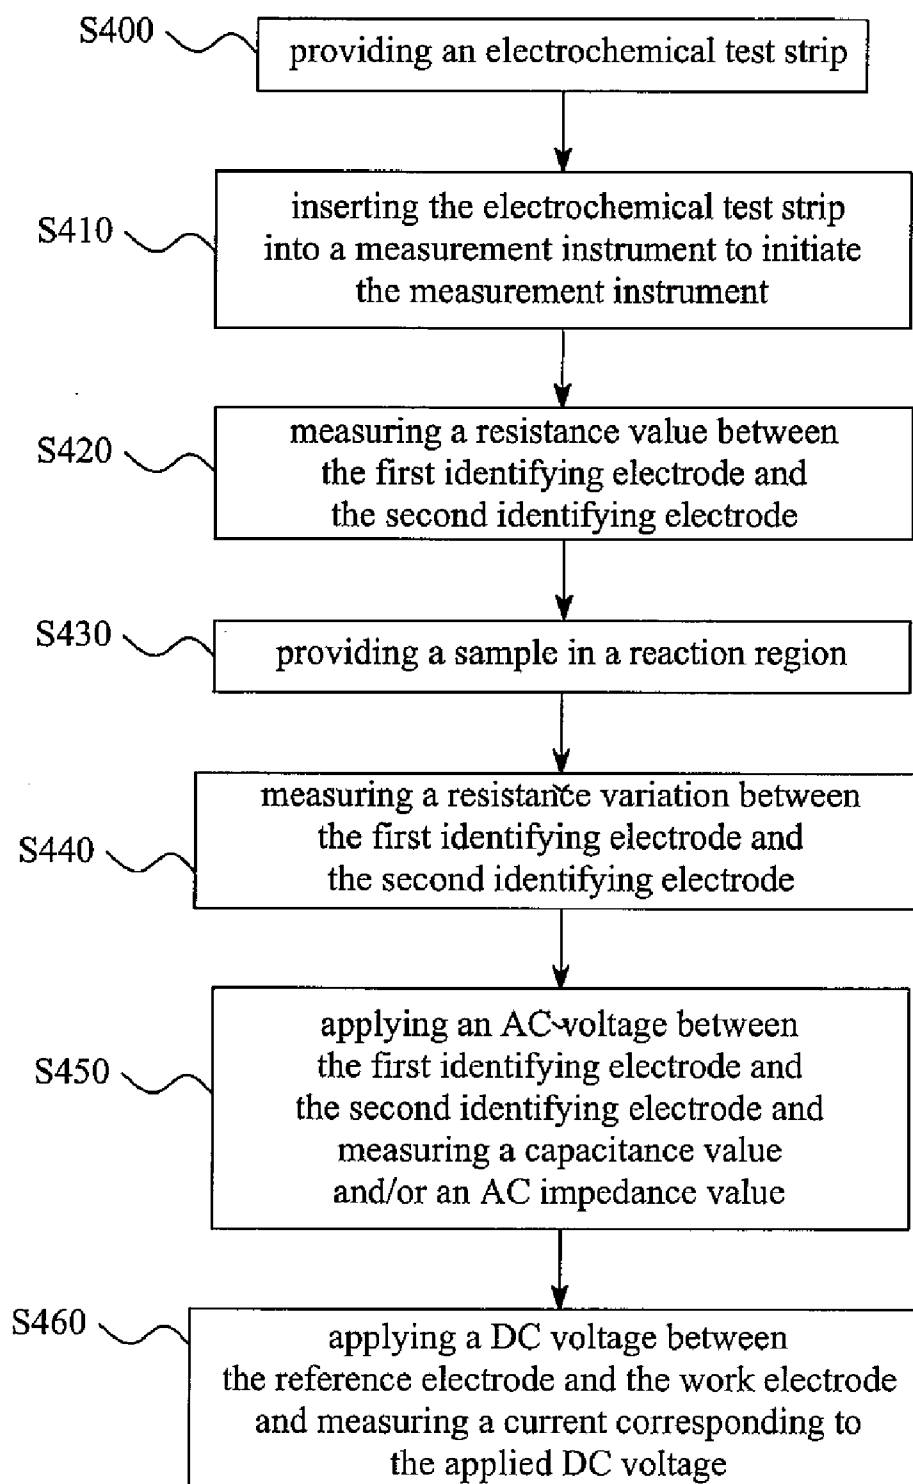 S400
providing an electrochemical test strip
S410
inserting the electrochemical test strip
into a measurement instrument to initiate
the measurement instrument
S420
measuring a resistance value between
the first identifying electrode and
the second identifying electrode
S430
providing a sample in a reaction region
S440
measuring a resistance variation between
the first identifying electrode and
the second identifying electrode
S450
applying an AC voltage between
the first identifying electrode and
the second identifying electrode and
measuring a capacitance value
and/or an AC impedance value
S460
applying a DC voltage between
the reference electrode and the work electrode
and measuring a current corresponding to
the applied DC voltage